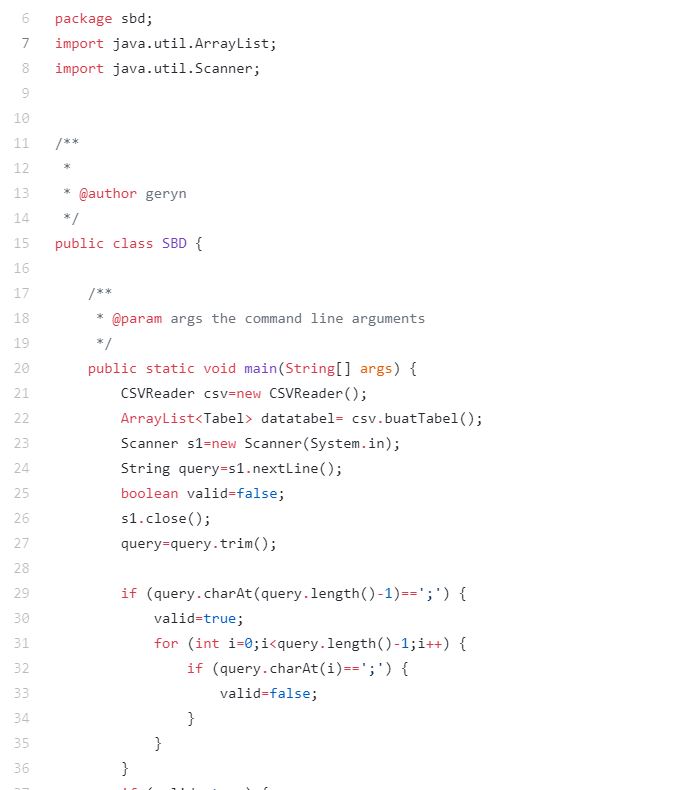 6 package sbd;
7 import java.util.ArrayList;
8 import java.util.Scanner;
9
10
11 /**
12  *
13  * @author geryn
14  */
15 public class SBD {
16
17     /**
18      * @param args the command line arguments
19      */
20     public static void main(String[] args) {
21         CSVReader csv=new CSVReader();
22         ArrayList<Tabel> datatabel= csv.buatTabel();
23         Scanner s1=new Scanner(System.in);
24         String query=s1.nextLine();
25         boolean valid=false;
26         s1.close();
27         query=query.trim();
28
29         if (query.charAt(query.length()-1)==';') {
30             valid=true;
31             for (int i=0;i<query.length()-1;i++) {
32                 if (query.charAt(i)==';') {
33                     valid=false;
34                 }
35             }
36         }